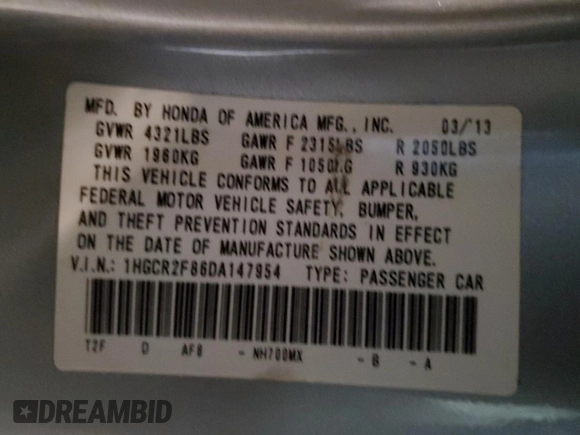 MFD. BY HONDA OF AMERICA MFG., INC. 03/'13
GVWR 4321LBS GAWR F 2315LBS R 2050LBS
GVWR 1960KG GAWR F 1050KG R 930KG
THIS VEHICLE CONFORMS TO ALL APPLICABLE
FEDERAL MOTOR VEHICLE SAFETY, BUMPER,
AND THEFT PREVENTION STANDARDS IN EFFECT
ON THE DATE OF MANUFACTURE SHOWN ABOVE.
V.I.N.: 1HGCR2F86DA147954 TYPE: PASSENGER CAR
T2F D AF8 - NH700MX - B - A
DREAMBID